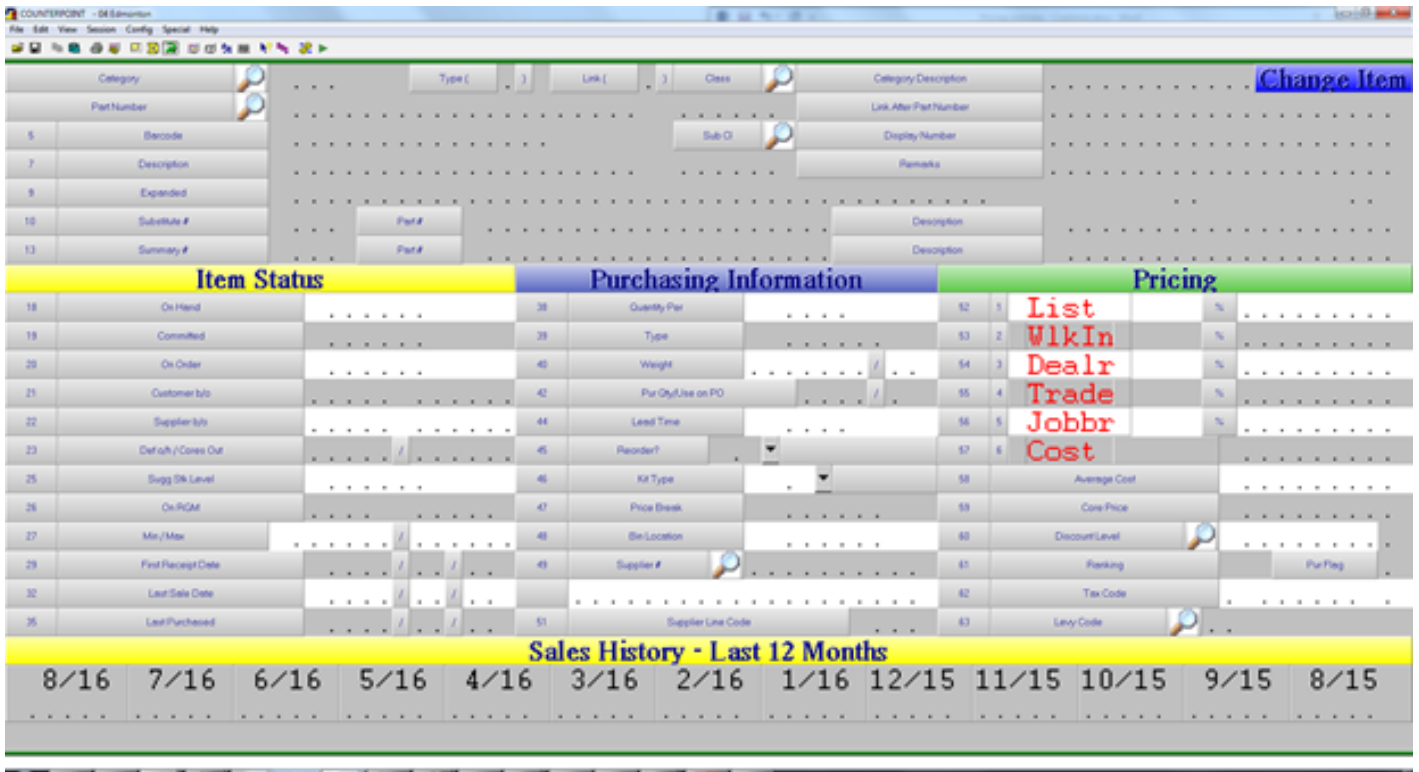 COUNTERPOINT - 04 Edmonton
File Edit View Session Config Special Help
Category Type ( ) Link ( ) Class Category Description Change Item
Part Number Link After Part Number
5 Barcode Sub Cl Display Number
7 Description Remarks
9 Expanded
10 Substitute # Part # Description
13 Summary # Part # Description
Item Status Purchasing Information Pricing
18 On Hand 38 Quantity Per 52 1 List %
19 Committed 39 Type 53 2 WlkIn %
20 On Order 40 Weight / 54 3 Dealr %
21 Customer b/o 42 Pur Qty/Use on PO / 55 4 Trade %
22 Supplier b/o 44 Lead Time 56 5 Jobbr %
23 Def o/h / Cores Out / 45 Reorder? 57 6 Cost
25 Sugg Stk Level 46 Kit Type 58 Average Cost
26 On RGM 47 Price Break 59 Core Price
27 Min / Max / 48 Bin Location 60 Discount Level
29 First Receipt Date / / 49 Supplier # 61 Ranking Pur Flag
32 Last Sale Date / / 62 Tax Code
35 Last Purchased / / 51 Supplier Line Code 63 Levy Code
Sales History - Last 12 Months
8/16 7/16 6/16 5/16 4/16 3/16 2/16 1/16 12/15 11/15 10/15 9/15 8/15